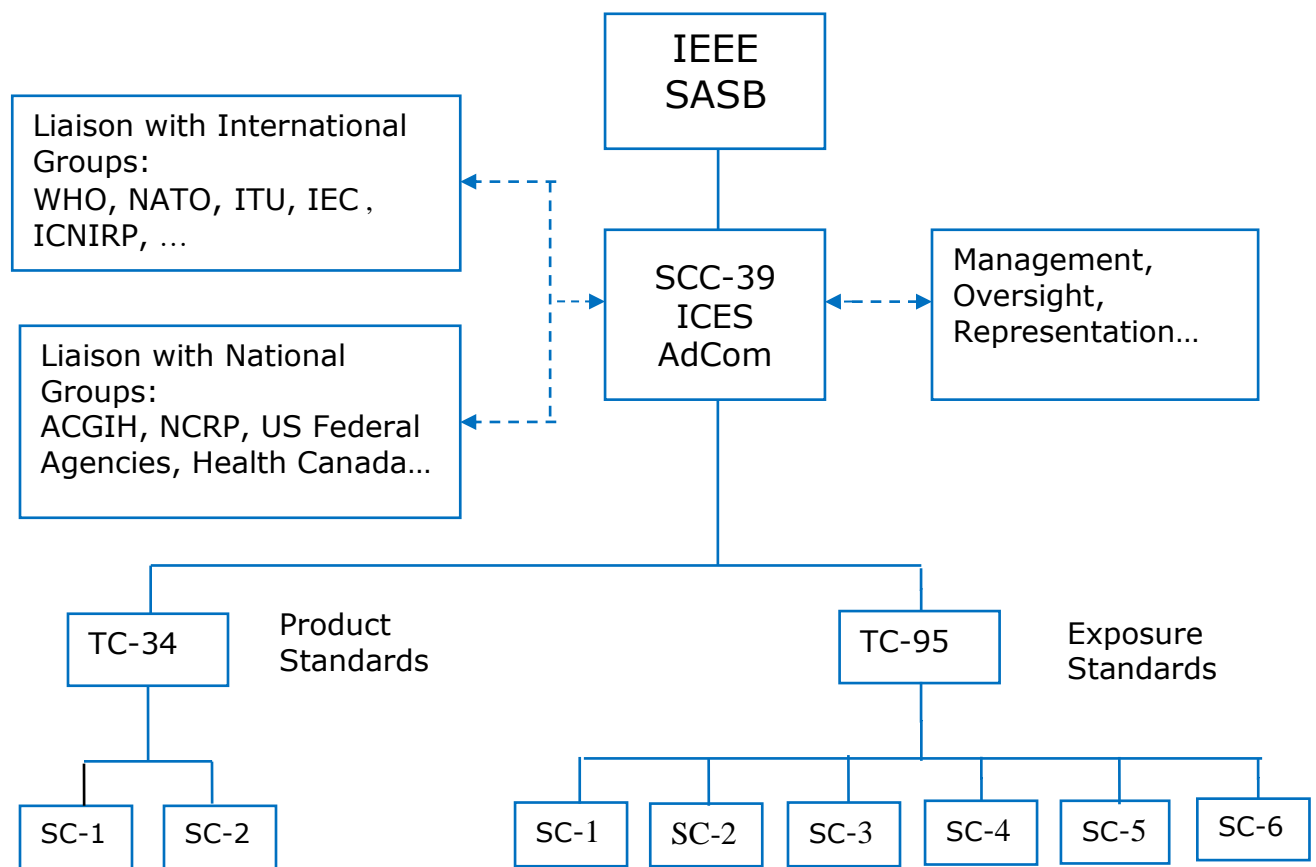 IEEE
SASB
Liaison with International
Groups:
WHO, NATO, ITU, IEC ,
ICNIRP, …
SCC-39
ICES
AdCom
Management,
Oversight,
Representation…
Liaison with National
Groups:
ACGIH, NCRP, US Federal
Agencies, Health Canada…
TC-34
Product
Standards
TC-95
Exposure
Standards
SC-1
SC-2
SC-1
SC-2
SC-3
SC-4
SC-5
SC-6